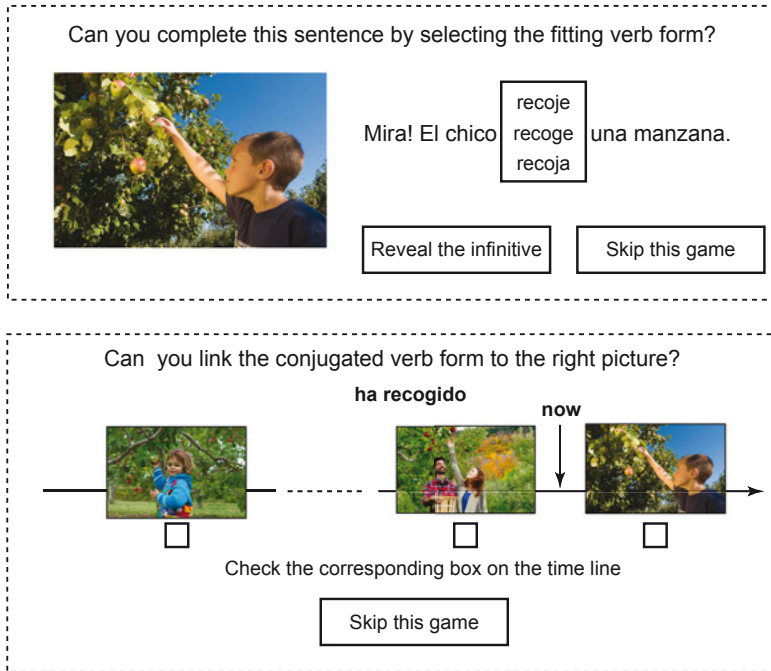 Can you complete this sentence by selecting the fitting verb form?
recoje
Mira! El chico recoge una manzana.
recoja
Reveal the infinitive
Skip this game
Can you link the conjugated verb form to the right picture?
ha recogido
now
Check the corresponding box on the time line
Skip this game